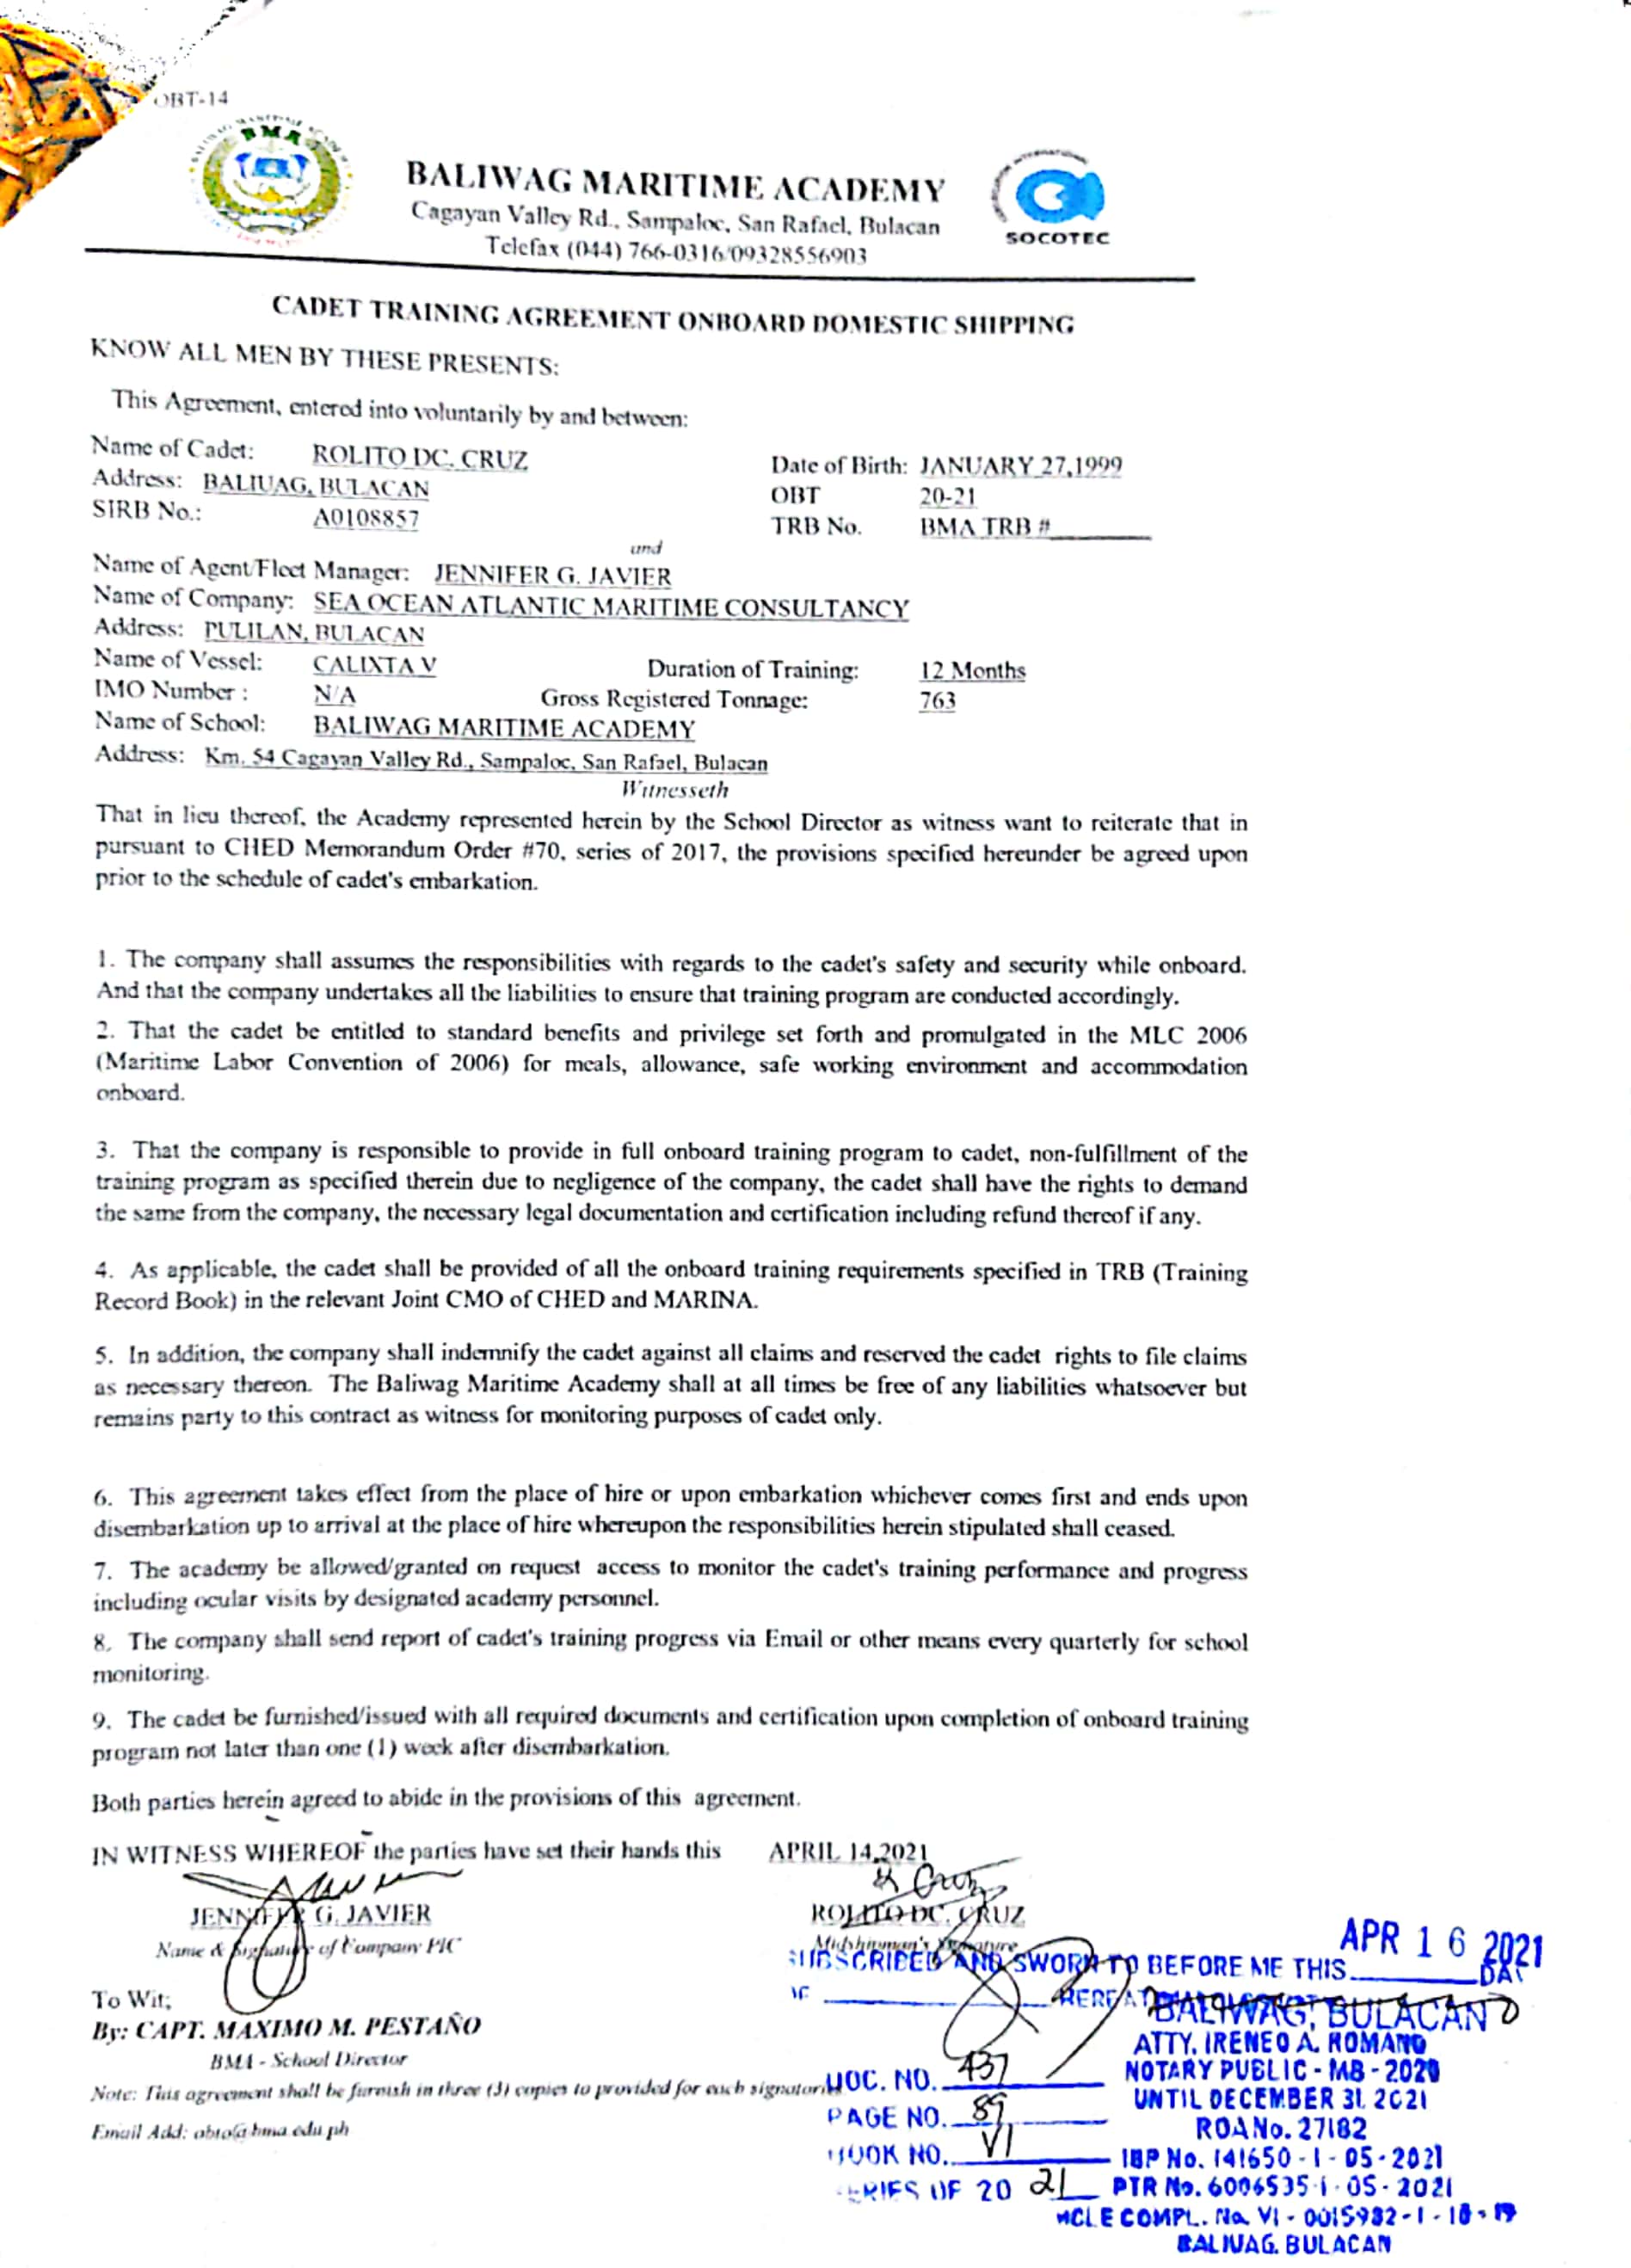 OBT-14
BMA
BALIWAG MARITIME ACADEMY
Cagayan Valley Rd., Sampaloc, San Rafael, Bulacan
Telefax (044) 766-0316/09328556903
SOCOTEC
CADET TRAINING AGREEMENT ONBOARD DOMESTIC SHIPPING
KNOW ALL MEN BY THESE PRESENTS:
This Agreement, entered into voluntarily by and between:
Name of Cadet: ROLITO DC. CRUZ Date of Birth: JANUARY 27,1999
Address: BALIUAG, BULACAN OBT 20-21
SIRB No.: A0108857 TRB No. BMA TRB #
and
Name of Agent/Fleet Manager: JENNIFER G. JAVIER
Name of Company: SEA OCEAN ATLANTIC MARITIME CONSULTANCY
Address: PULILAN, BULACAN
Name of Vessel: CALIXTA V Duration of Training: 12 Months
IMO Number : N/A Gross Registered Tonnage: 763
Name of School: BALIWAG MARITIME ACADEMY
Address: Km. 54 Cagayan Valley Rd., Sampaloc, San Rafael, Bulacan
Witnesseth
That in lieu thereof, the Academy represented herein by the School Director as witness want to reiterate that in
pursuant to CHED Memorandum Order #70, series of 2017, the provisions specified hereunder be agreed upon
prior to the schedule of cadet's embarkation.
1. The company shall assumes the responsibilities with regards to the cadet's safety and security while onboard.
And that the company undertakes all the liabilities to ensure that training program are conducted accordingly.
2. That the cadet be entitled to standard benefits and privilege set forth and promulgated in the MLC 2006
(Maritime Labor Convention of 2006) for meals, allowance, safe working environment and accommodation
onboard.
3. That the company is responsible to provide in full onboard training program to cadet, non-fulfillment of the
training program as specified therein due to negligence of the company, the cadet shall have the rights to demand
the same from the company, the necessary legal documentation and certification including refund thereof if any.
4. As applicable, the cadet shall be provided of all the onboard training requirements specified in TRB (Training
Record Book) in the relevant Joint CMO of CHED and MARINA.
5. In addition, the company shall indemnify the cadet against all claims and reserved the cadet rights to file claims
as necessary thereon. The Baliwag Maritime Academy shall at all times be free of any liabilities whatsoever but
remains party to this contract as witness for monitoring purposes of cadet only.
6. This agreement takes effect from the place of hire or upon embarkation whichever comes first and ends upon
disembarkation up to arrival at the place of hire whereupon the responsibilities herein stipulated shall ceased.
7. The academy be allowed/granted on request access to monitor the cadet's training performance and progress
including ocular visits by designated academy personnel.
8. The company shall send report of cadet's training progress via Email or other means every quarterly for school
monitoring.
9. The cadet be furnished/issued with all required documents and certification upon completion of onboard training
program not later than one (1) week after disembarkation.
Both parties herein agreed to abide in the provisions of this agreement.
IN WITNESS WHEREOF the parties have set their hands this APRIL 14,2021
JENNIFER G. JAVIER ROLITO DC. CRUZ
Name & Signature of Company PIC Midshipman's Signature
APR 16 2021
SUBSCRIBED AND SWORN TO BEFORE ME THIS DAY
To Wit;
BALIWAG, BULACAN
By: CAPT. MAXIMO M. PESTAÑO
ATTY. IRENEO A. ROMANO
BMA - School Director
NOTARY PUBLIC - MB - 2020
Note: This agreement shall be furnish in three (3) copies to provided for each
DOC. NO. 437
UNTIL DECEMBER 31, 2021
PAGE NO. 89
ROA No. 27182
Email Add:
BOOK NO. VI
IBP No. 141650 - 1 - 05 - 2021
SERIES OF 20 21
PTR No. 6006535 1 - 05 - 2021
MCLE COMPL. No. VI - 0015982 - 1 - 18 - 19
BALIUAG, BULACAN